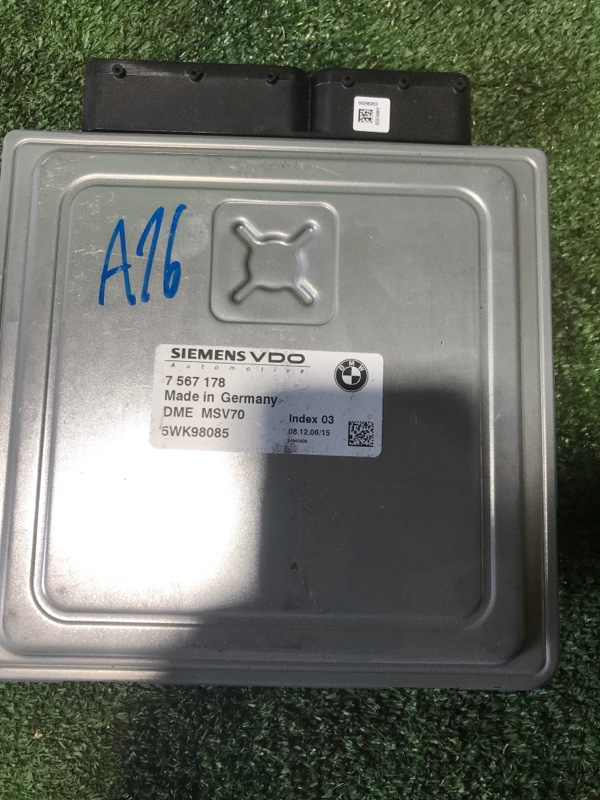 A16
SIEMENS VDO
Automotive
BMW
7 567 178
Made in Germany
DME MSV70
Index 03
5WK98085
08.12.06/15